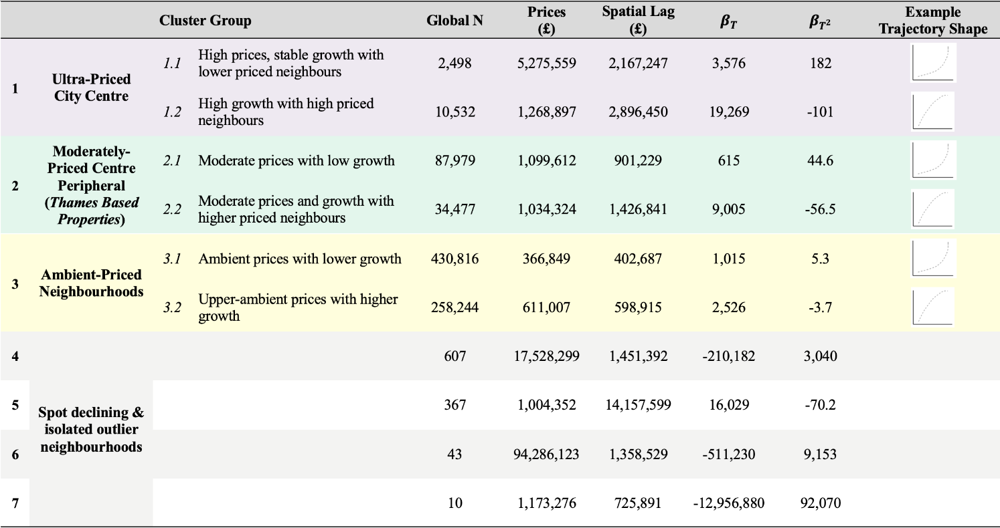 Cluster Group Global N Prices (£) Spatial Lag (£) β_T β_T² Example Trajectory Shape
1 Ultra-Priced City Centre
1.1 High prices, stable growth with lower priced neighbours 2,498 5,275,559 2,167,247 3,576 182
1.2 High growth with high priced neighbours 10,532 1,268,897 2,896,450 19,269 -101
2 Moderately-Priced Centre Peripheral (Thames Based Properties)
2.1 Moderate prices with low growth 87,979 1,099,612 901,229 615 44.6
2.2 Moderate prices and growth with higher priced neighbours 34,477 1,034,324 1,426,841 9,005 -56.5
3 Ambient-Priced Neighbourhoods
3.1 Ambient prices with lower growth 430,816 366,849 402,687 1,015 5.3
3.2 Upper-ambient prices with higher growth 258,244 611,007 598,915 2,526 -3.7
Spot declining & isolated outlier neighbourhoods
4 607 17,528,299 1,451,392 -210,182 3,040
5 367 1,004,352 14,157,599 16,029 -70.2
6 43 94,286,123 1,358,529 -511,230 9,153
7 10 1,173,276 725,891 -12,956,880 92,070